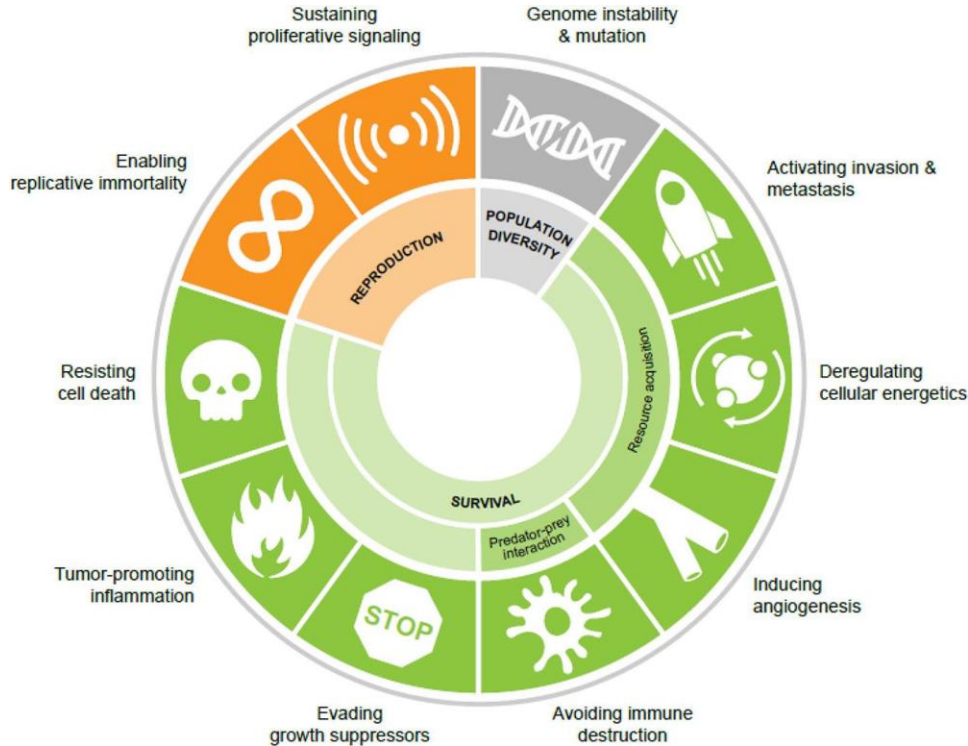 Sustaining
proliferative signaling
Genome instability
& mutation
Enabling
replicative immortality
Activating invasion &
metastasis
REPRODUCTION
POPULATION
DIVERSITY
Resisting
cell death
Resource acquisition
Deregulating
cellular energetics
SURVIVAL
Predator-prey
interaction
Tumor-promoting
inflammation
STOP
Inducing
angiogenesis
Evading
growth suppressors
Avoiding immune
destruction